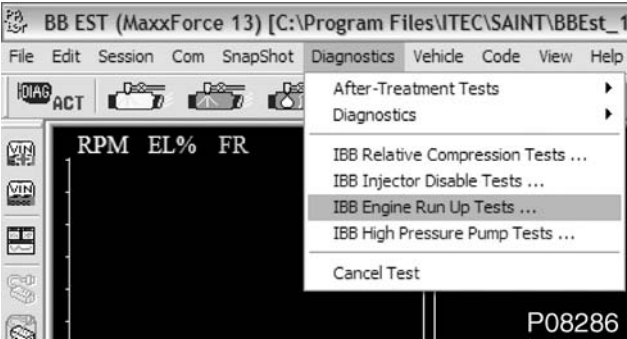 BB EST (MaxxForce 13) [C:\Program Files\ITEC\SAINT\BBEst_1
File Edit Session Com SnapShot Diagnostics Vehicle Code View Help
DIAG ACT
After-Treatment Tests
Diagnostics
VIN
RPM EL% FR
IBB Relative Compression Tests ...
VIN
IBB Injector Disable Tests ...
IBB Engine Run Up Tests ...
IBB High Pressure Pump Tests ...
Cancel Test
P08286